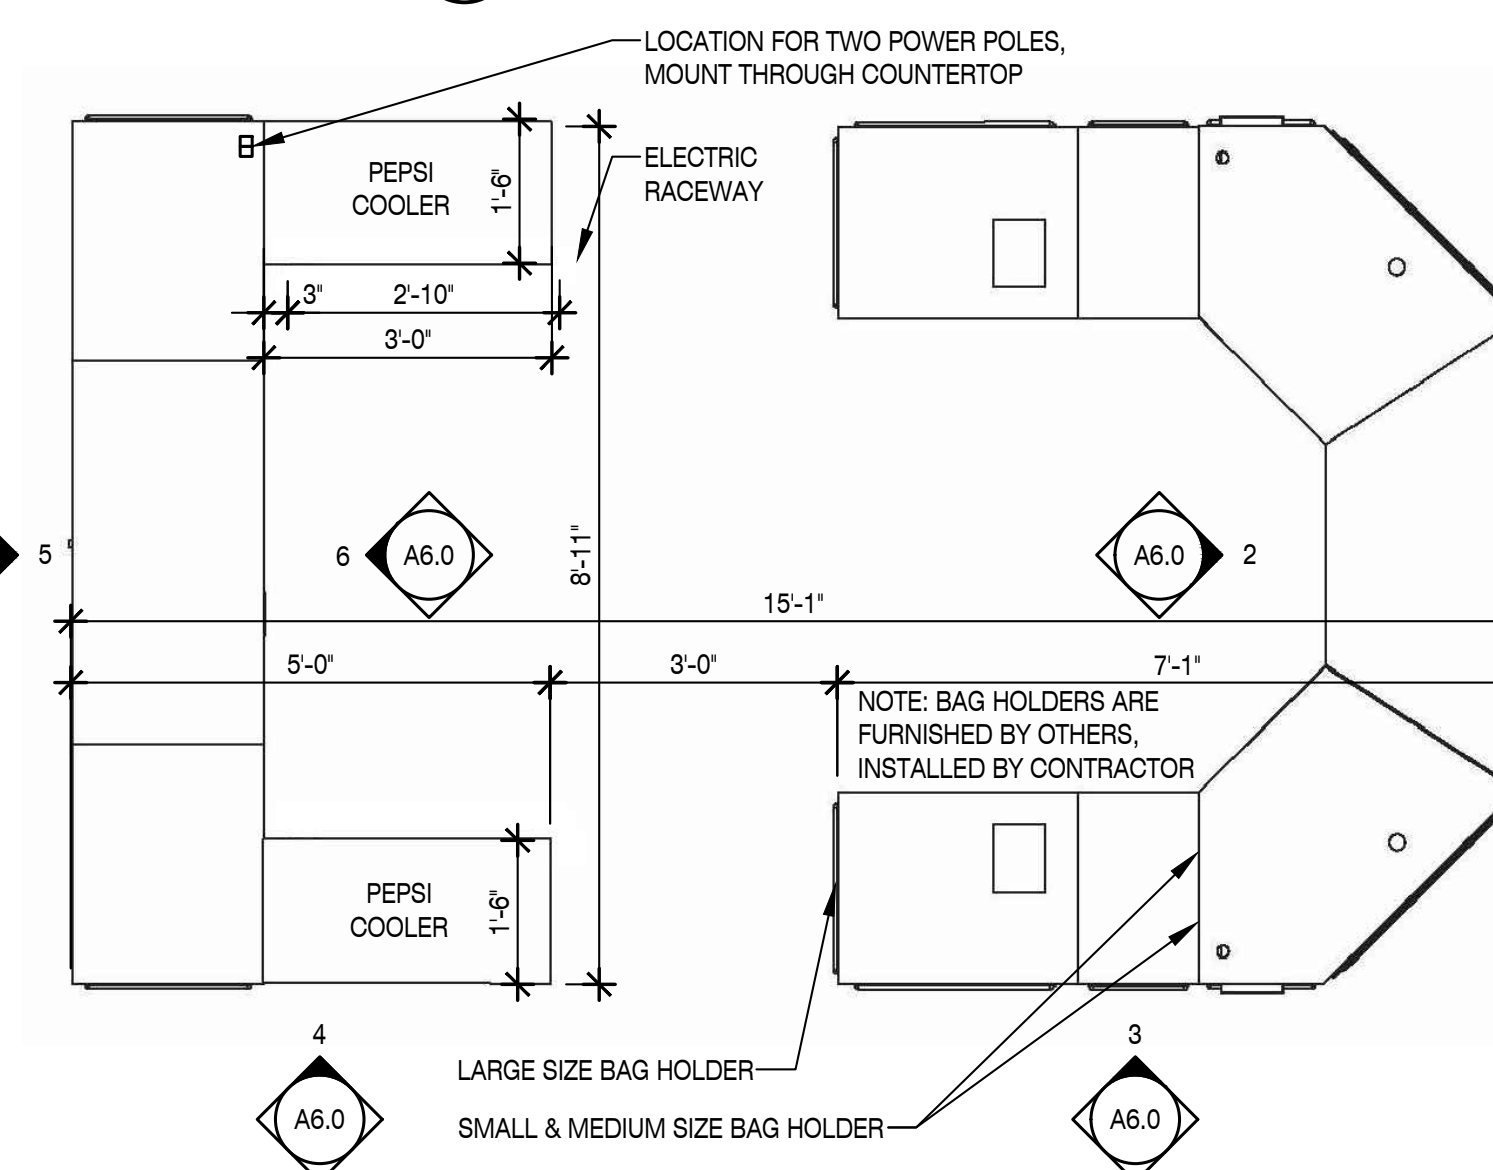 LOCATION FOR TWO POWER POLES,
MOUNT THROUGH COUNTERTOP
PEPSI
COOLER
1'-6"
ELECTRIC
RACEWAY
3"
2'-10"
3'-0"
5
6
A6.0
8'-11"
A6.0
2
15'-1"
5'-0"
3'-0"
7'-1"
NOTE: BAG HOLDERS ARE
FURNISHED BY OTHERS,
INSTALLED BY CONTRACTOR
PEPSI
COOLER
1'-6"
4
A6.0
LARGE SIZE BAG HOLDER
SMALL & MEDIUM SIZE BAG HOLDER
3
A6.0